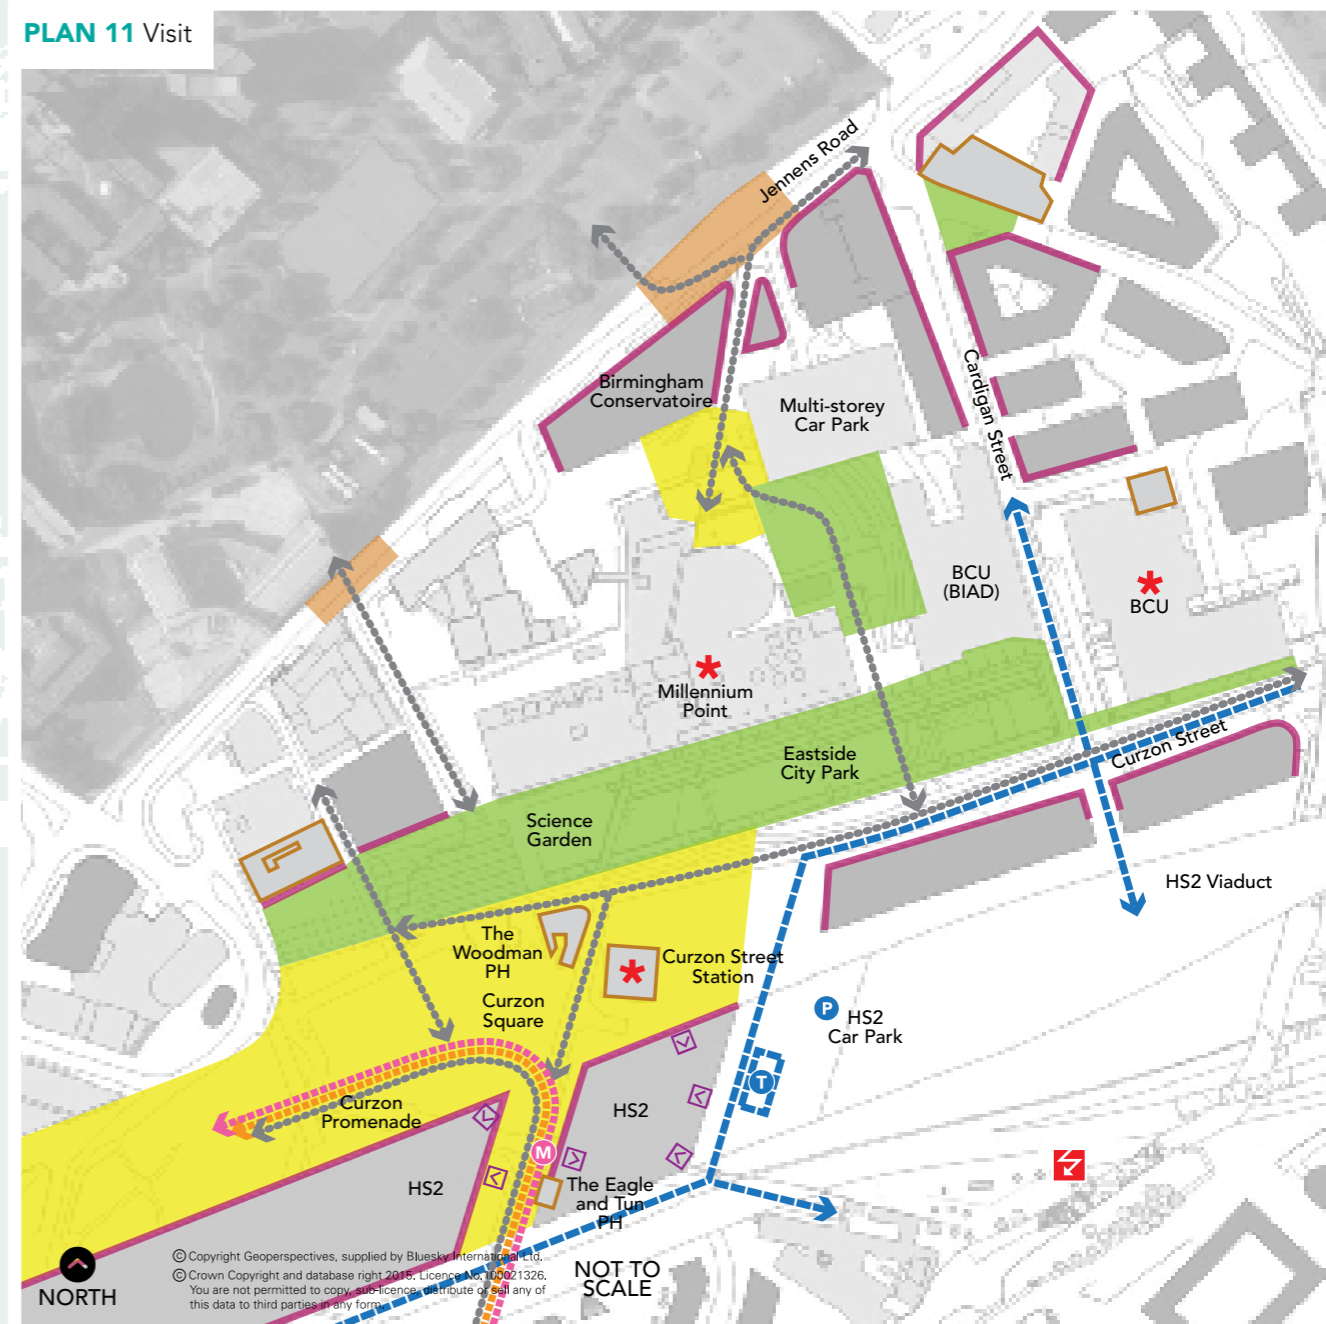 PLAN 11 Visit
Jennens Road
Birmingham
Conservatoire
Multi-storey
Car Park
Cardigan Street
BCU
(BIAD)
BCU
Millennium
Point
Eastside
City Park
Curzon Street
Science
Garden
HS2 Viaduct
The
Woodman
PH
Curzon Street
Station
Curzon
Square
P
HS2
Car Park
T
Curzon
Promenade
HS2
M
HS2
The Eagle
and Tun
PH
© Copyright Geoperspectives, supplied by Bluesky International Ltd.
© Crown Copyright and database right 2015. Licence No.100021326.
You are not permitted to copy, sub-licence, distribute or sell any of
this data to third parties in any form.
NORTH
NOT TO
SCALE